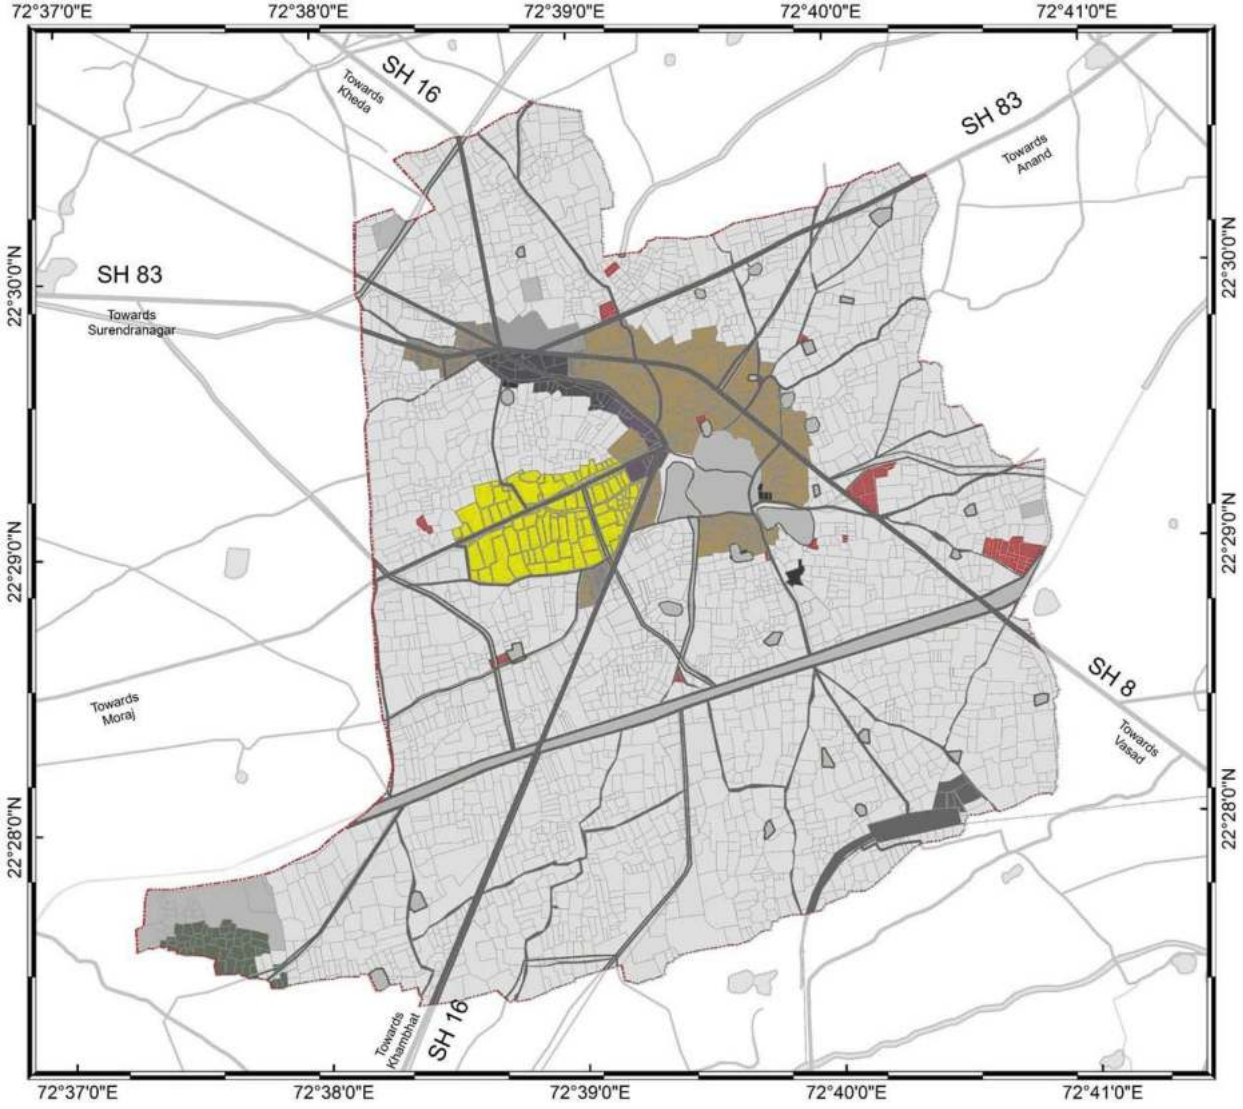 72°37'0"E 72°38'0"E 72°39'0"E 72°40'0"E 72°41'0"E
SH 16
Towards
Kheda
SH 83
Towards
Anand
22°30'0"N
SH 83
Towards
Surendranagar
22°30'0"N
22°29'0"N
22°29'0"N
SH 8
Towards
Vasad
Towards
Moraj
22°28'0"N
22°28'0"N
Towards
Khambhat
SH 16
72°37'0"E 72°38'0"E 72°39'0"E 72°40'0"E 72°41'0"E